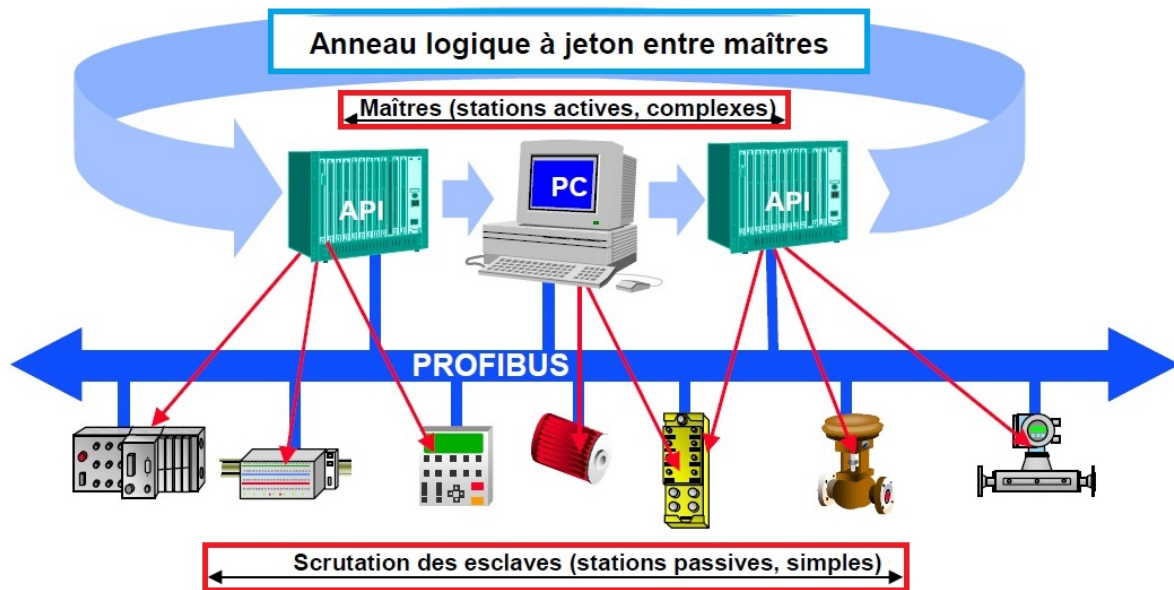 Anneau logique à jeton entre maîtres
Maîtres (stations actives, complexes)
API
PC
API
PROFIBUS
Scrutation des esclaves (stations passives, simples)